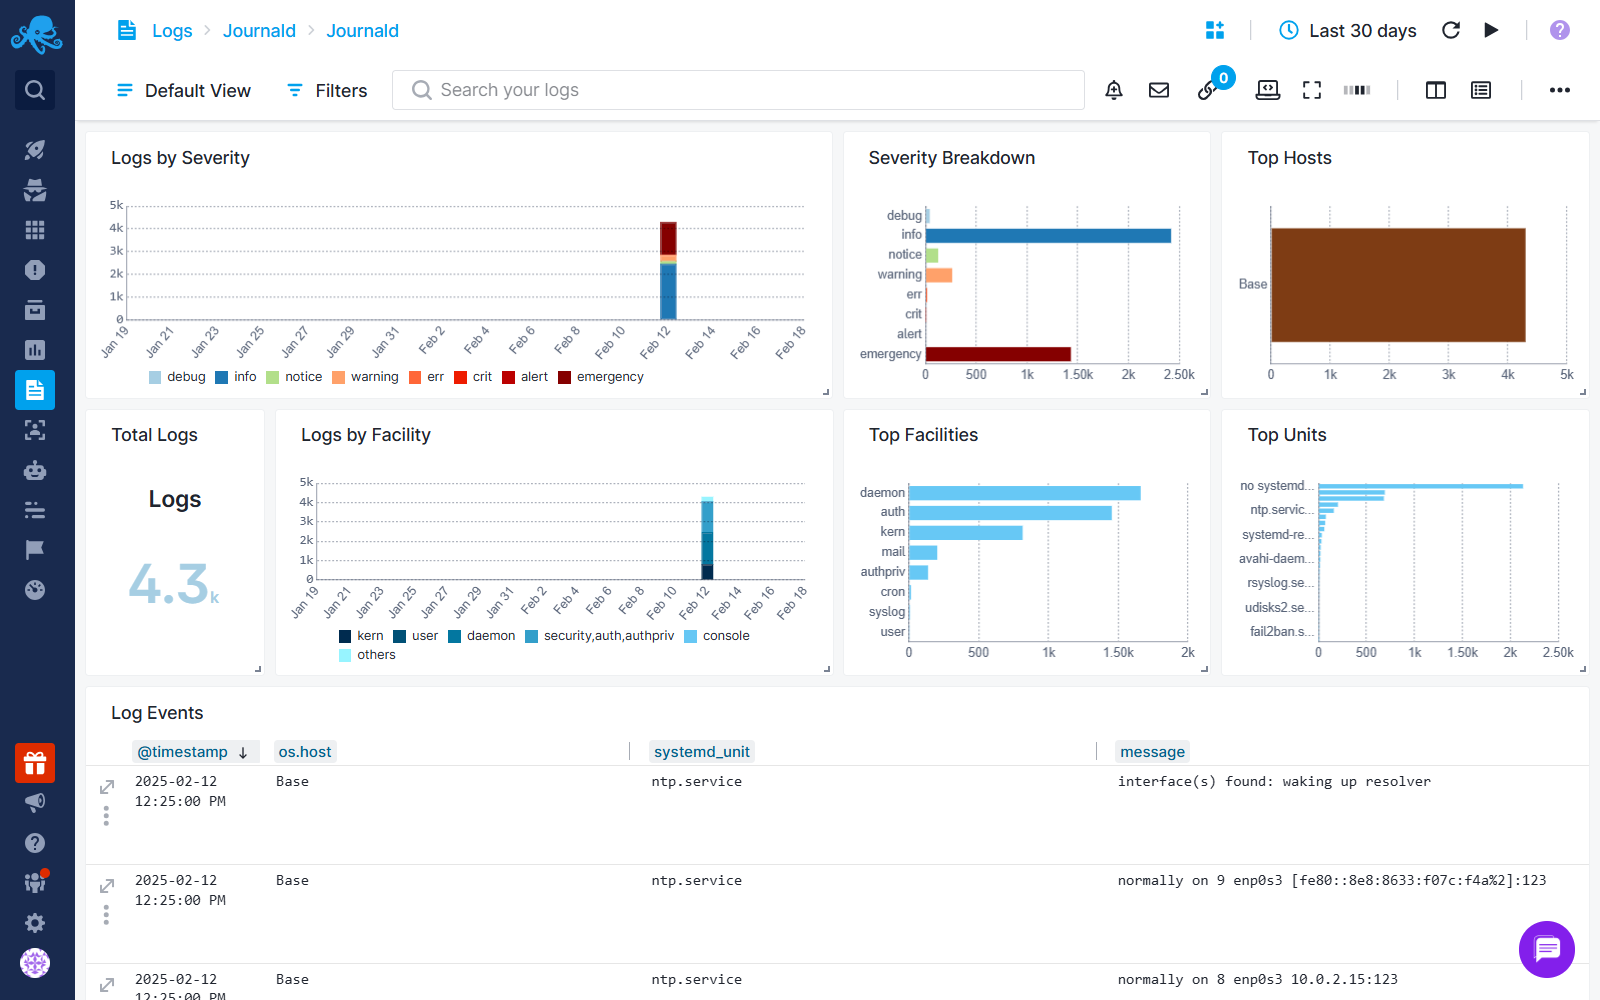 Logs > Journald > Journald
Last 30 days
?
Default View
Filters
Search your logs
0
Logs by Severity
5k
4k
3k
2k
1k
0
Jan 19
Jan 21
Jan 23
Jan 25
Jan 27
Jan 29
Jan 31
Feb 2
Feb 4
Feb 6
Feb 8
Feb 10
Feb 12
Feb 14
Feb 16
Feb 18
debug info notice warning err crit alert emergency
Severity Breakdown
debug
info
notice
warning
err
crit
alert
emergency
0 500 1k 1.50k 2k 2.50k
Top Hosts
Base
0 1k 2k 3k 4k 5k
Total Logs
Logs
4.3k
Logs by Facility
5k
4k
3k
2k
1k
0
Jan 19
Jan 21
Jan 23
Jan 25
Jan 27
Jan 29
Jan 31
Feb 2
Feb 4
Feb 6
Feb 8
Feb 10
Feb 12
Feb 14
Feb 16
Feb 18
kern user daemon security,auth,authpriv console
others
Top Facilities
daemon
auth
kern
mail
authpriv
cron
syslog
user
0 500 1k 1.50k 2k
Top Units
no systemd...
ntp.servic...
systemd-re...
avahi-daem...
rsyslog.se...
udisks2.se...
fail2ban.s...
0 500 1k 1.50k 2k 2.50k
Log Events
@timestamp ↓ os.host systemd_unit message
2025-02-12 Base ntp.service interface(s) found: waking up resolver
12:25:00 PM
2025-02-12 Base ntp.service normally on 9 enp0s3 [fe80::8e8:8633:f07c:f4a%2]:123
12:25:00 PM
2025-02-12 Base ntp.service normally on 8 enp0s3 10.0.2.15:123
12:25:00 PM